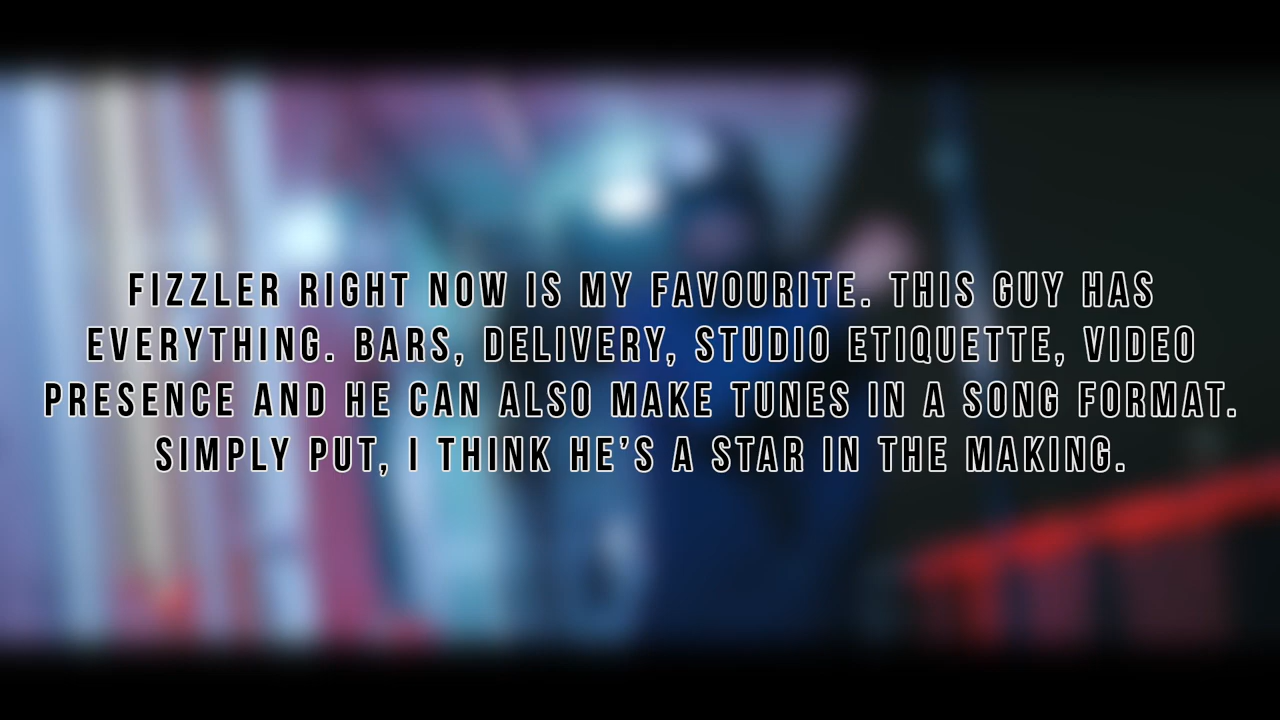 FIZZLER RIGHT NOW IS MY FAVOURITE. THIS GUY HAS
EVERYTHING. BARS, DELIVERY, STUDIO ETIQUETTE, VIDEO
PRESENCE AND HE CAN ALSO MAKE TUNES IN A SONG FORMAT.
SIMPLY PUT, I THINK HE’S A STAR IN THE MAKING.